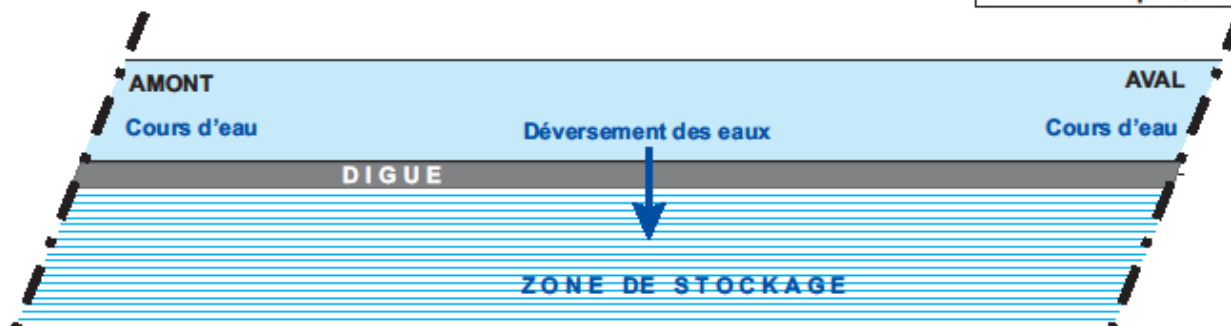 AMONT
AVAL
Cours d'eau
Déversement des eaux
Cours d'eau
DIGUE
ZONE DE STOCKAGE